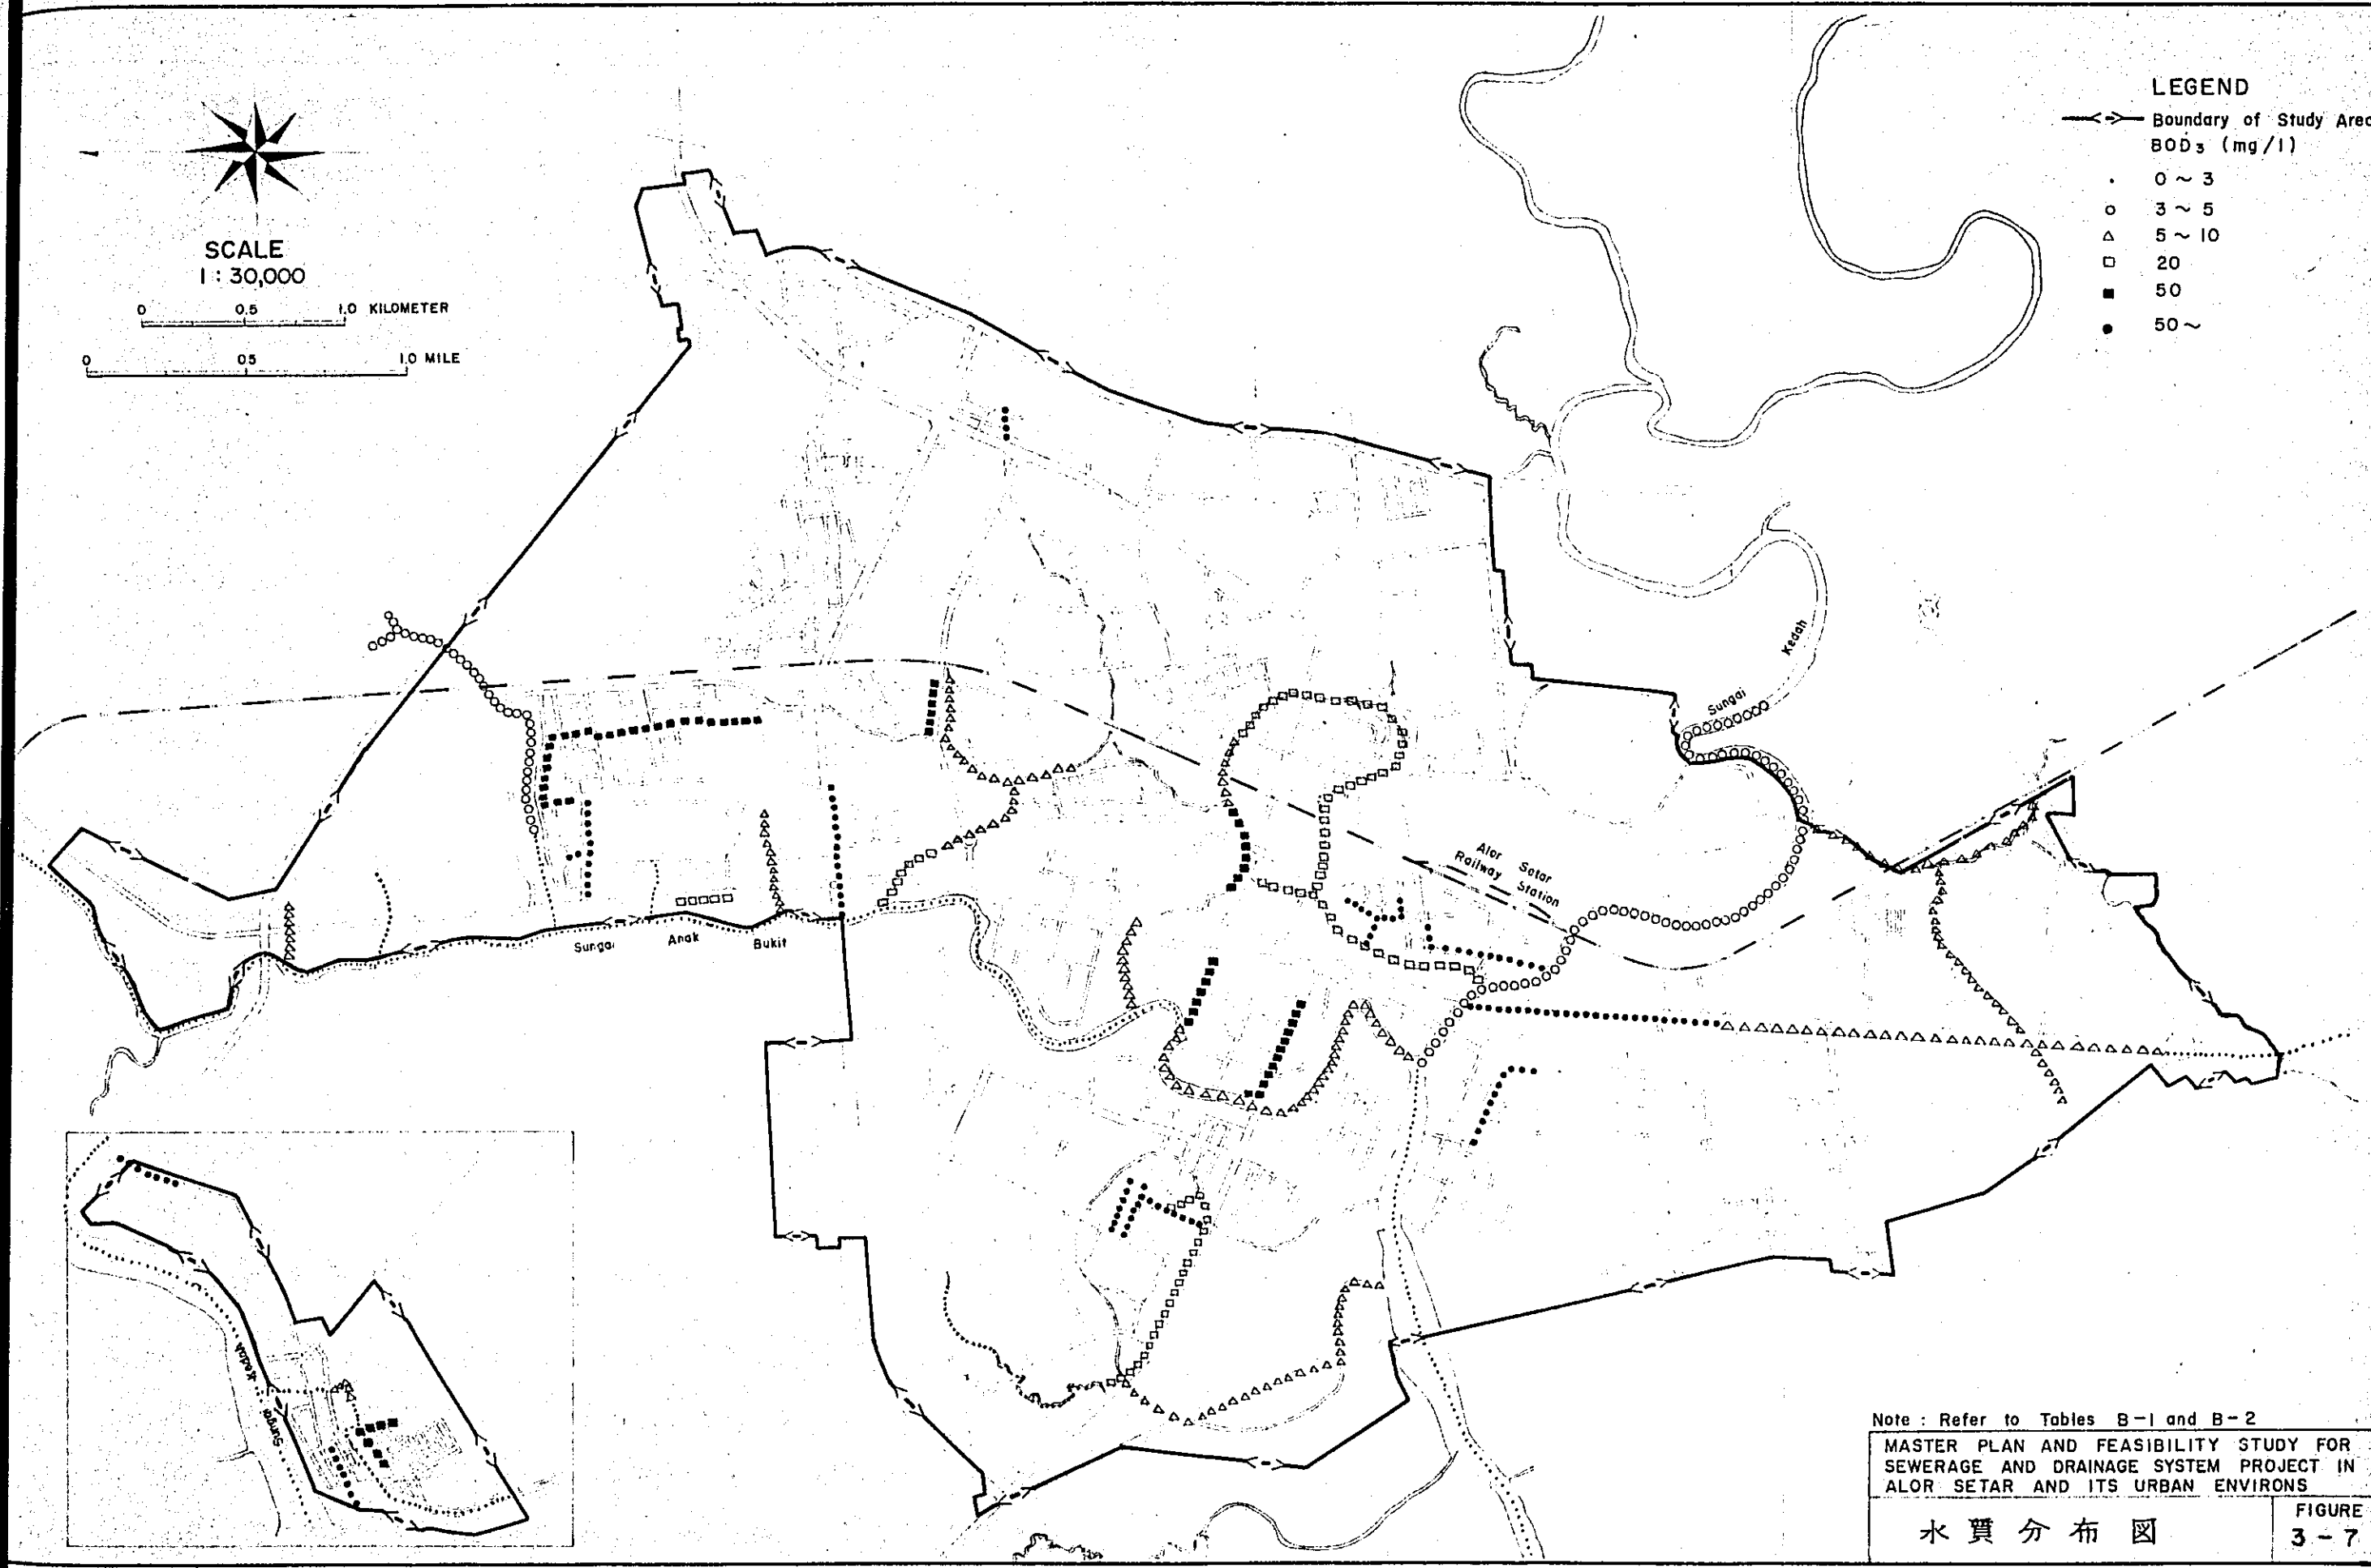 LEGEND
Boundary of Study Area
BOD₃ (mg/l)
0 ~ 3
3 ~ 5
5 ~ 10
20
50
50 ~
SCALE
1 : 30,000
0 0.5 1.0 KILOMETER
0 05 1.0 MILE
Kedah
Sungai
Alor Setar
Railway Station
Sungai Anak Bukit
Kedah
Sungai
Note : Refer to Tables B-1 and B-2
MASTER PLAN AND FEASIBILITY STUDY FOR
SEWERAGE AND DRAINAGE SYSTEM PROJECT IN
ALOR SETAR AND ITS URBAN ENVIRONS
水質分布図
FIGURE
3-7